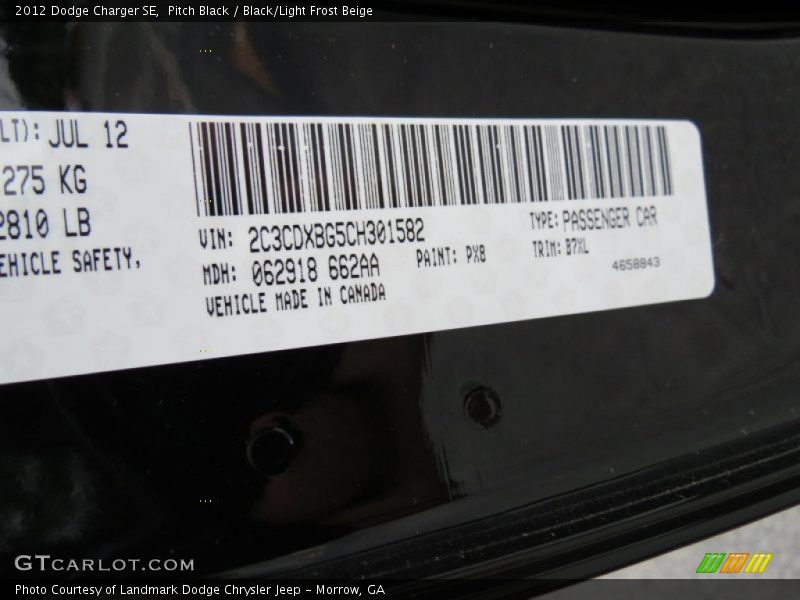 2012 Dodge Charger SE, Pitch Black / Black/Light Frost Beige
LT): JUL 12
275 KG
2810 LB
EHICLE SAFETY,
VIN: 2C3CDXBG5CH301582
MDH: 062918 662AA
PAINT: PX8
VEHICLE MADE IN CANADA
TYPE: PASSENGER CAR
TRIM: B7XL
4658843
GTCARLOT.COM
Photo Courtesy of Landmark Dodge Chrysler Jeep - Morrow, GA